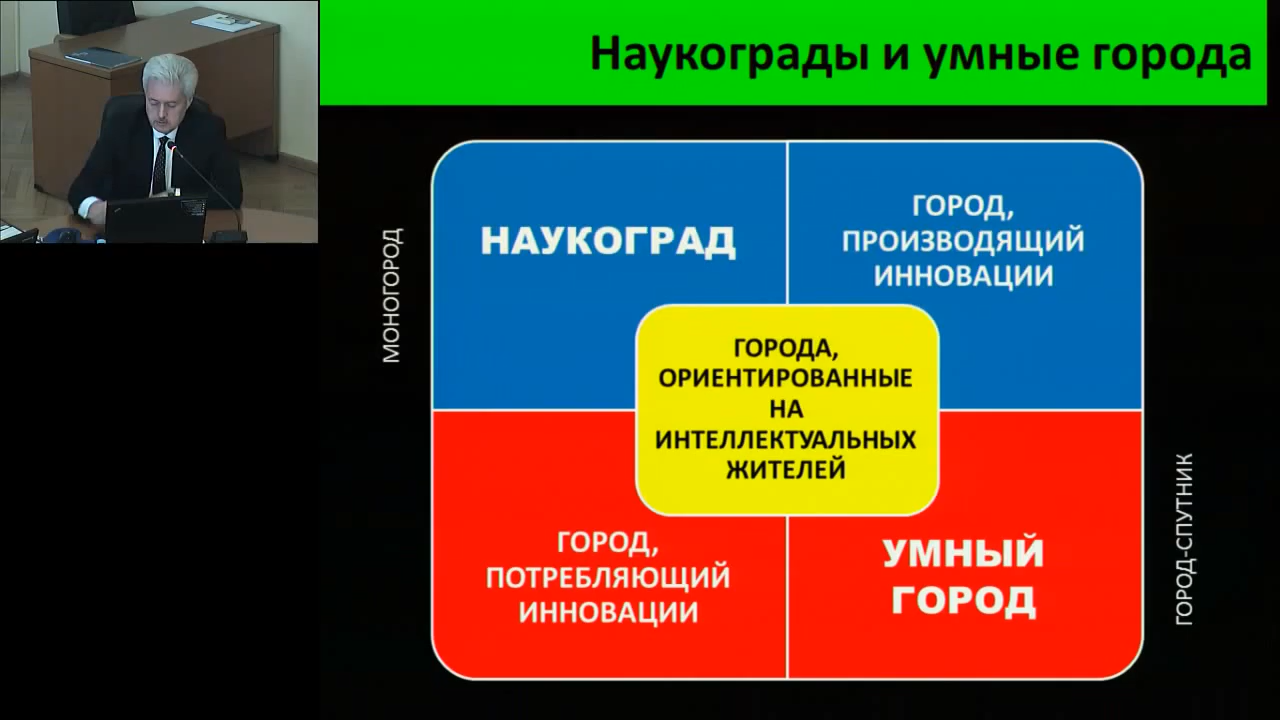 Наукограды и умные города
МОНОГОРОД
НАУКОГРАД
ГОРОД,
ПРОИЗВОДЯЩИЙ
ИННОВАЦИИ
ГОРОДА,
ОРИЕНТИРОВАННЫЕ
НА
ИНТЕЛЛЕКТУАЛЬНЫХ
ЖИТЕЛЕЙ
ГОРОД,
ПОТРЕБЛЯЮЩИЙ
ИННОВАЦИИ
УМНЫЙ
ГОРОД
ГОРОД-СПУТНИК